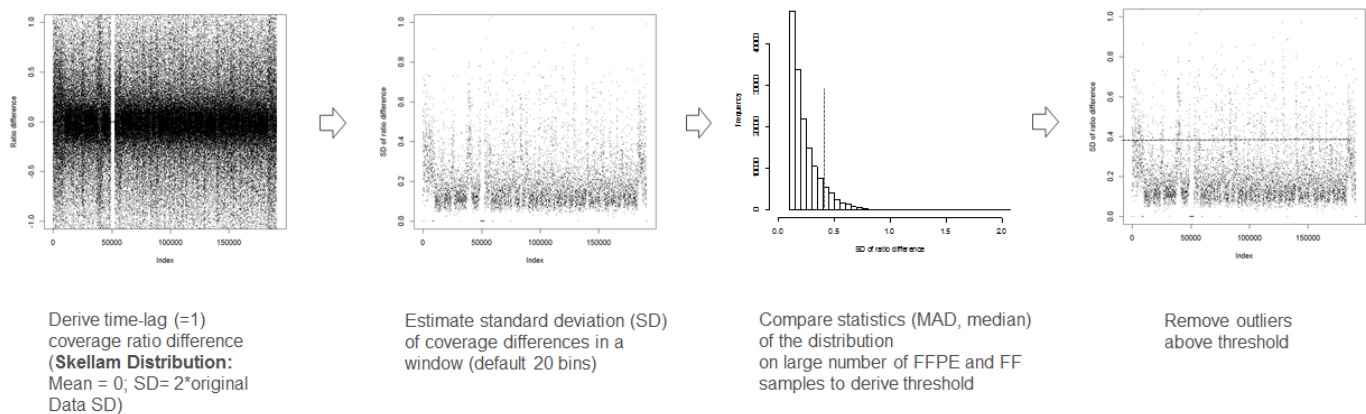 Ratio difference
1.0
0.5
0.0
-0.5
-1.0
0
50000
100000
150000
Index
SD of ratio difference
1.0
0.8
0.6
0.4
0.2
0.0
0
50000
100000
150000
Index
Frequency
0
0.0
0.5
1.0
1.5
2.0
SD of ratio difference
SD of ratio difference
1.0
0.8
0.6
0.4
0.2
0.0
0
50000
100000
150000
Index
Derive time-lag (=1)
coverage ratio difference
(Skellam Distribution:
Mean = 0; SD= 2*original
Data SD)
Estimate standard deviation (SD)
of coverage differences in a
window (default 20 bins)
Compare statistics (MAD, median)
of the distribution
on large number of FFPE and FF
samples to derive threshold
Remove outliers
above threshold